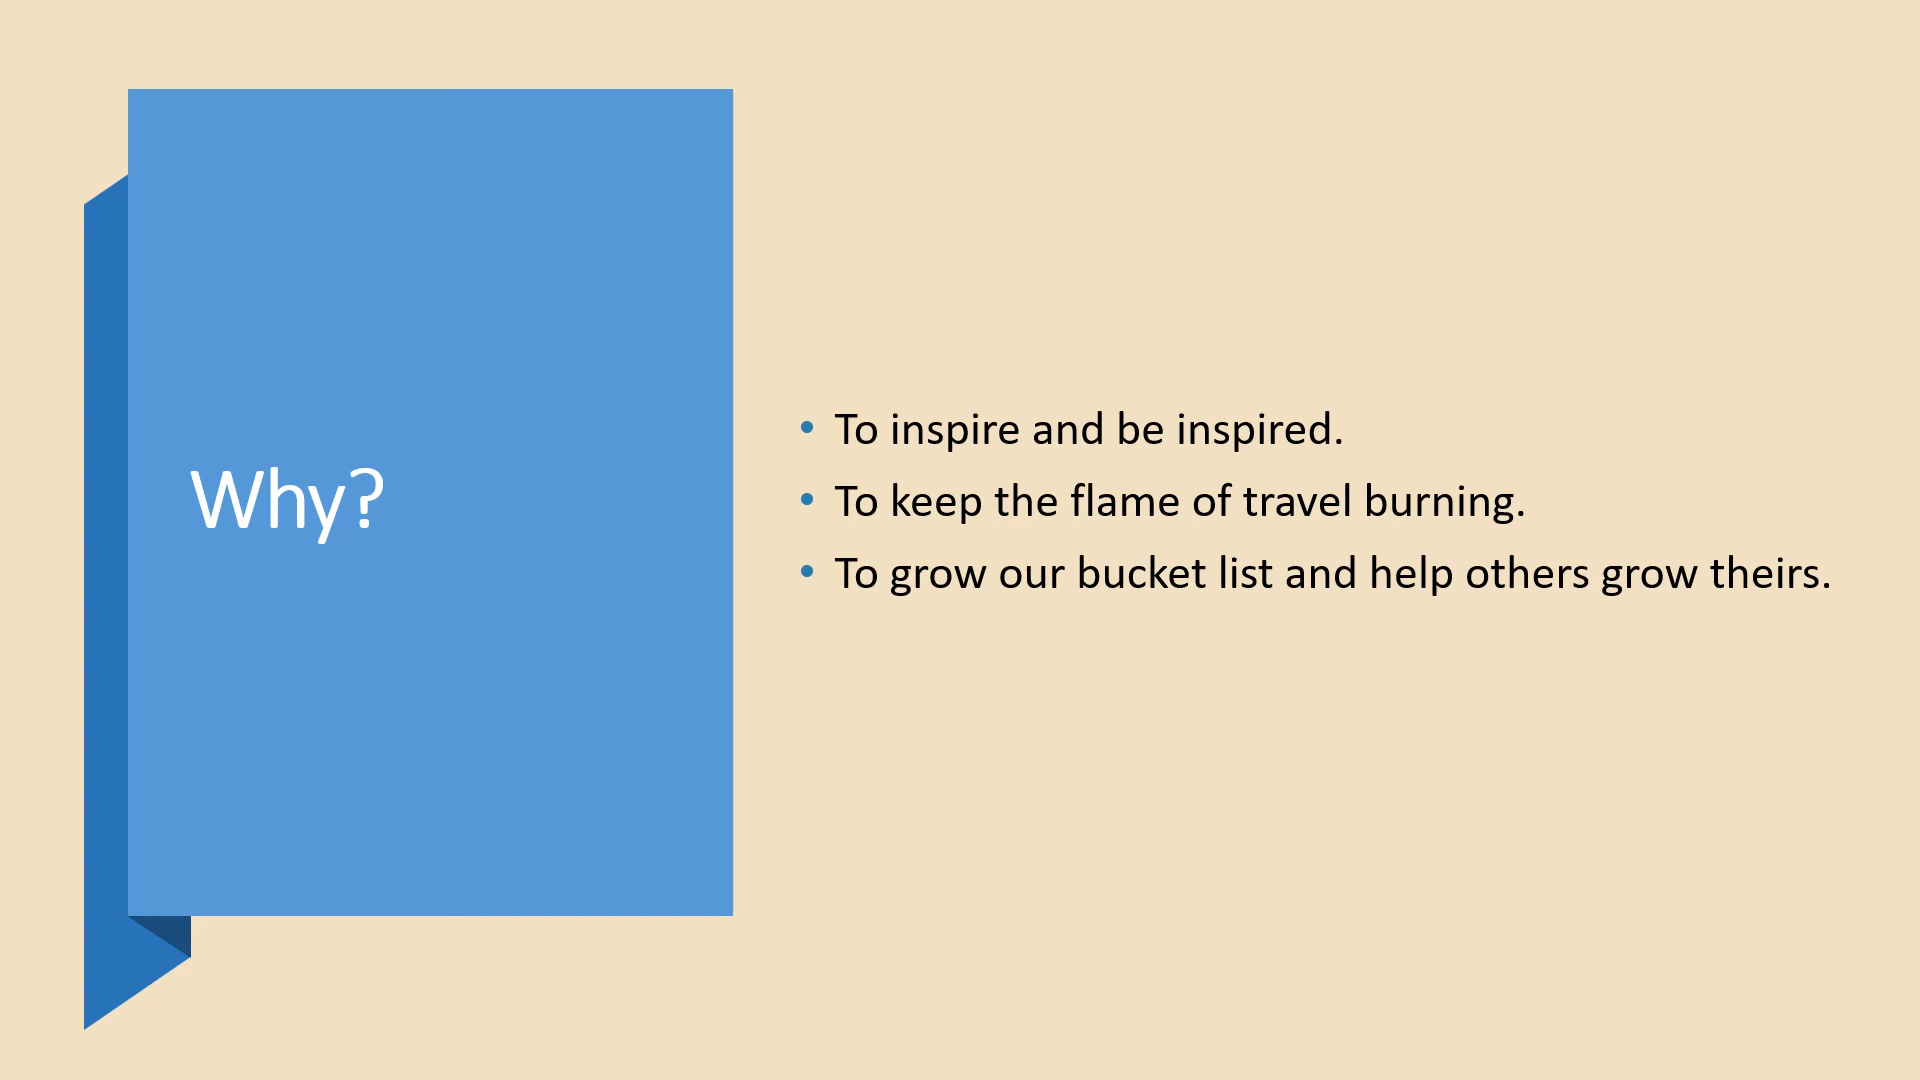 Why?
• To inspire and be inspired.
• To keep the flame of travel burning.
• To grow our bucket list and help others grow theirs.